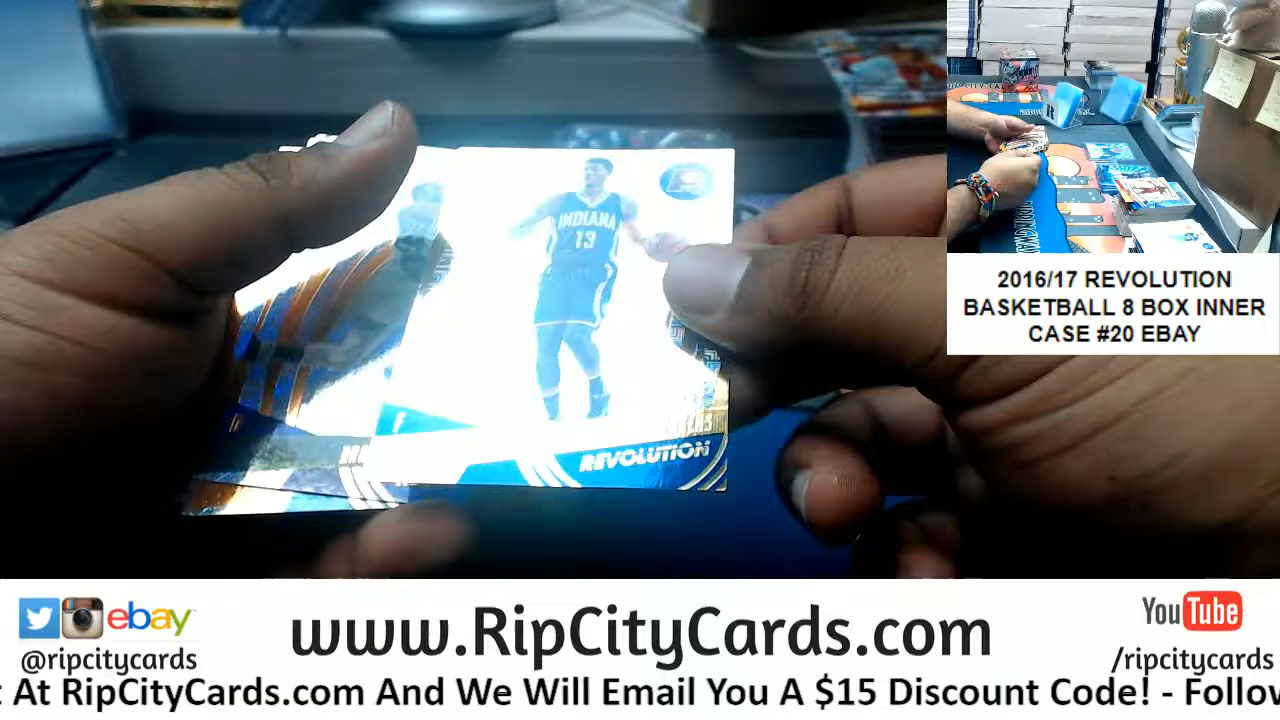 INDIANA
13
REVOLUTION
2016/17 REVOLUTION
BASKETBALL 8 BOX INNER
CASE #20 EBAY
ebay
@ripcitycards
www.RipCityCards.com
YouTube
/ripcitycards
At RipCityCards.com And We Will Email You A $15 Discount Code! - Follow